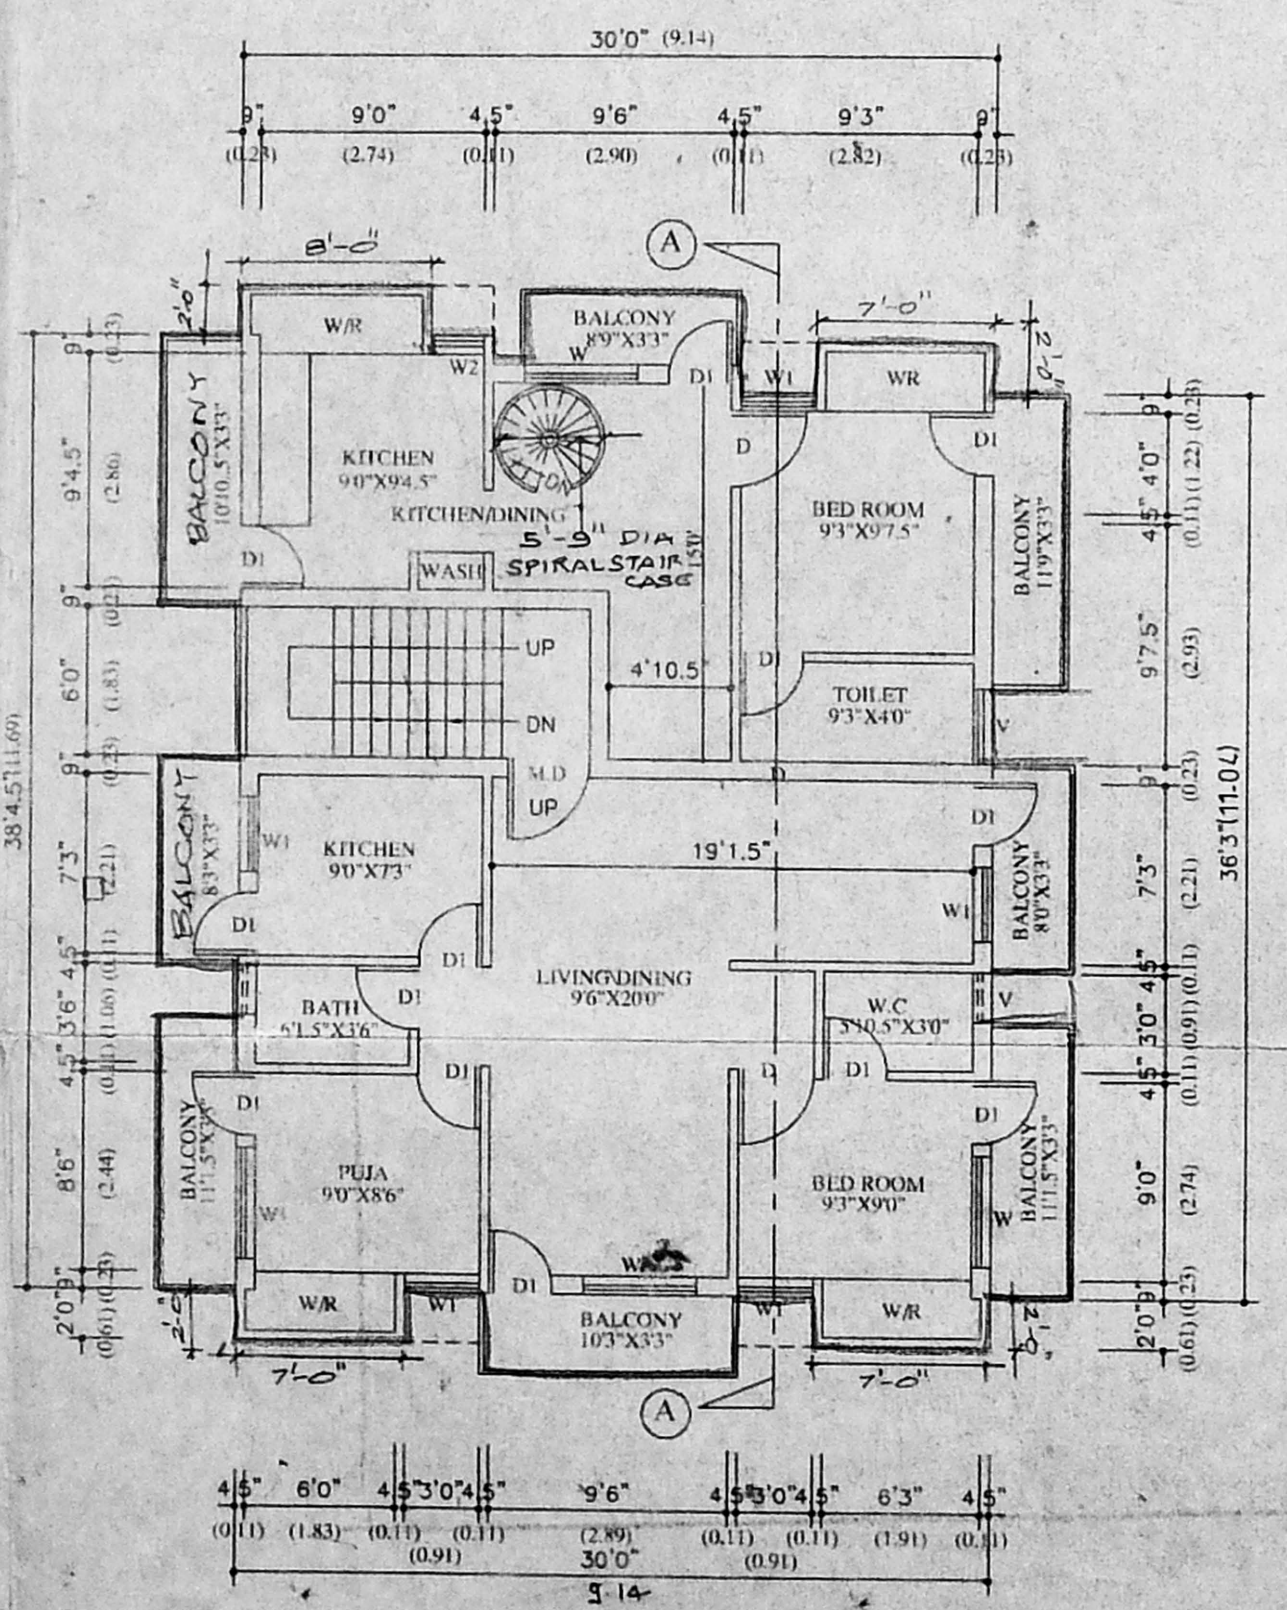 30'0" (9.14)
9" 9'0" 4.5" 9'6" 4.5" 9'3" 9"
(0.23) (2.74) (0.11) (2.90) (0.11) (2.82) (0.23)
A
8'-0"
2'-0"
7'-0"
2'-0"
W/R
BALCONY
8'9"X3'3"
W
WR
W2
D1
W1
BALCONY
10'10.5"X3'3"
KITCHEN
9'0"X9'4.5"
D
D1
DN
KITCHEN/DINING
BED ROOM
9'3"X9'7.5"
BALCONY
11'9"X3'3"
5'-9" DIA
SPIRAL STAIR
CASE
15'0"
D1
WASH
UP
4'10.5"
D1
TOILET
9'3"X4'0"
V
DN
M.D
UP
D
BALCONY
8'3"X3'3"
W1
KITCHEN
9'0"X7'3"
19'1.5"
D1
BALCONY
8'0"X3'3"
W1
D1
D1
LIVING\DINING
9'6"X20'0"
BATH
6'1.5"X3'6"
D1
W.C
5'10.5"X3'0"
V
D1
D
D1
D1
D1
BALCONY
11'1.5"X3'3"
PUJA
9'0"X8'6"
W1
BED ROOM
9'3"X9'0"
W
BALCONY
11'1.5"X3'3"
D1
W
W/R
W1
BALCONY
10'3"X3'3"
W1
W/R
2'-0"
7'-0"
7'-0"
2'-0"
A
9" 9'4.5" 9" 6'0" 9" 7'3" 4.5" 3'6" 4.5" 8'6" 9" 2'0"
(0.23) (2.86) (0.23) (1.83) (0.23) (2.21) (0.11) (1.06) (0.11) (2.44) (0.23) (0.61)
38'4.5"(11.69)
9" 4'0" 4.5" 9'7.5" 9" 7'3" 4.5" 3'0" 4.5" 9'0" 9" 2'0"
(0.23) (1.22) (0.11) (2.93) (0.23) (2.21) (0.11) (0.91) (0.11) (2.74) (0.23) (0.61)
36'3"(11.04)
4.5" 6'0" 4.5" 3'0" 4.5" 9'6" 4.5" 3'0" 4.5" 6'3" 4.5"
(0.11) (1.83) (0.11) (0.11) (2.89) (0.11) (0.11) (1.91) (0.11)
(0.91) 30'0" (0.91)
9.14